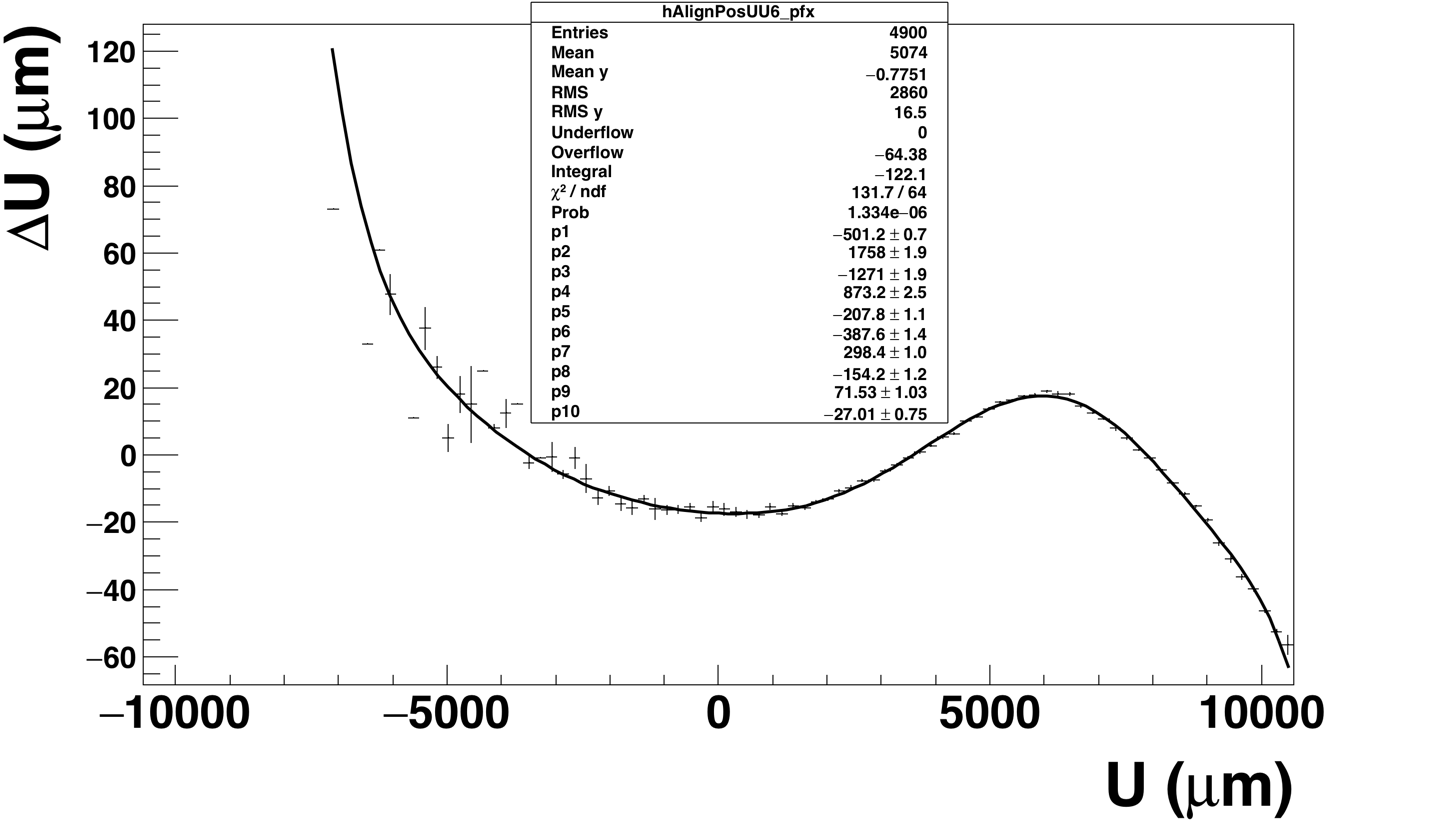 hAlignPosUU6_pfx
Entries 4900
Mean 5074
Mean y −0.7751
RMS 2860
RMS y 16.5
Underflow 0
Overflow −64.38
Integral −122.1
χ² / ndf 131.7 / 64
Prob 1.334e−06
p1 −501.2 ± 0.7
p2 1758 ± 1.9
p3 −1271 ± 1.9
p4 873.2 ± 2.5
p5 −207.8 ± 1.1
p6 −387.6 ± 1.4
p7 298.4 ± 1.0
p8 −154.2 ± 1.2
p9 71.53 ± 1.03
p10 −27.01 ± 0.75
ΔU (μm)
120
100
80
60
40
20
0
−20
−40
−60
−10000 −5000 0 5000 10000
U (μm)